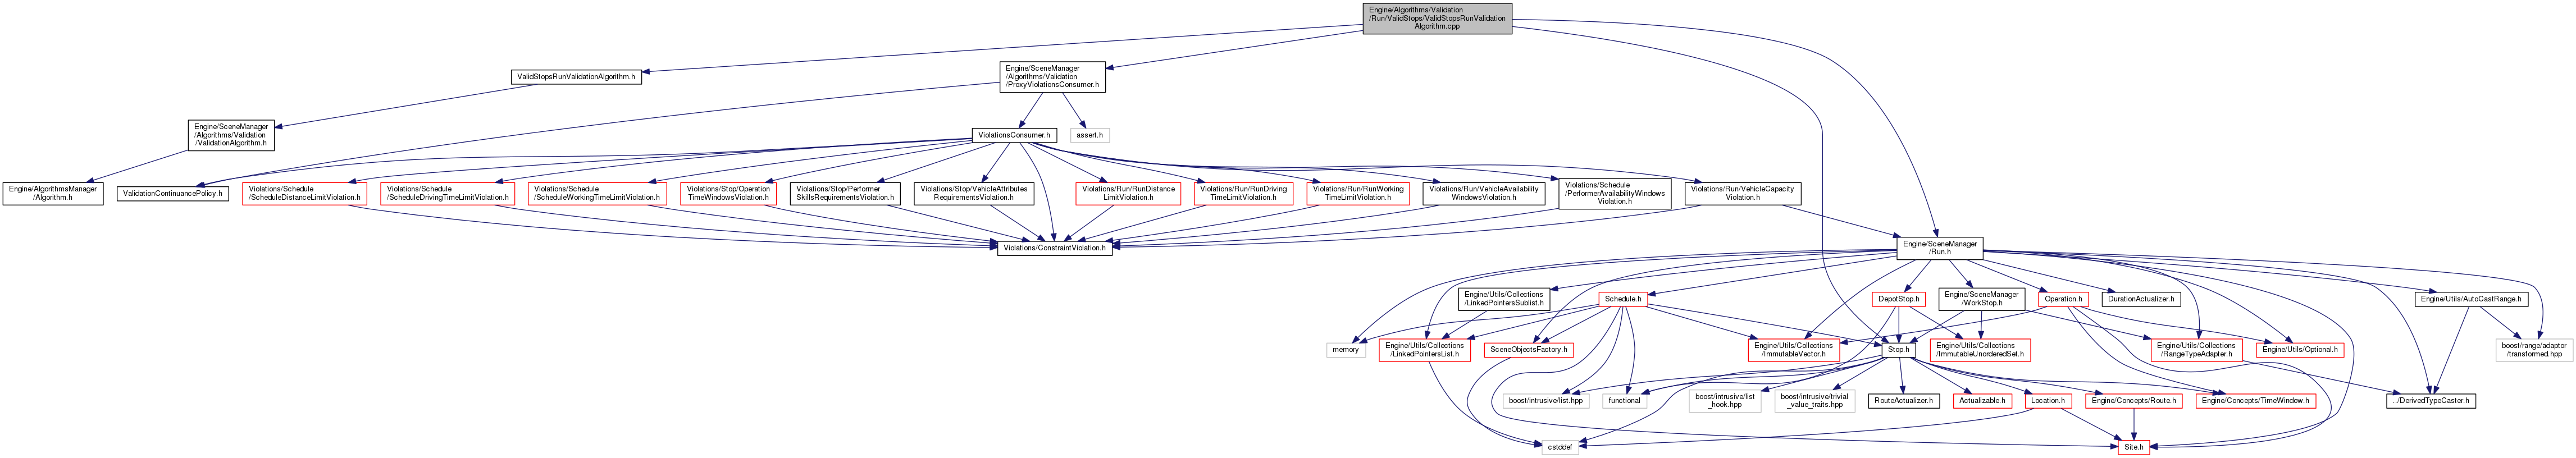 Engine/Algorithms/Validation
/Run/ValidStops/ValidStopsRunValidation
Algorithm.cpp
ValidStopsRunValidationAlgorithm.h
Engine/SceneManager
/Algorithms/Validation
/ProxyViolationsConsumer.h
Engine/SceneManager
/Algorithms/Validation
/ValidationAlgorithm.h
ViolationsConsumer.h
assert.h
Engine/AlgorithmsManager
/Algorithm.h
ValidationContinuancePolicy.h
Violations/Schedule
/ScheduleDistanceLimitViolation.h
Violations/Schedule
/ScheduleDrivingTimeLimitViolation.h
Violations/Schedule
/ScheduleWorkingTimeLimitViolation.h
Violations/Stop/Operation
TimeWindowsViolation.h
Violations/Stop/Performer
SkillsRequirementsViolation.h
Violations/Stop/VehicleAttributes
RequirementsViolation.h
Violations/Run/RunDistance
LimitViolation.h
Violations/Run/RunDriving
TimeLimitViolation.h
Violations/Run/RunWorking
TimeLimitViolation.h
Violations/Run/VehicleAvailability
WindowsViolation.h
Violations/Schedule
/PerformerAvailabilityWindows
Violation.h
Violations/Run/VehicleCapacity
Violation.h
Violations/ConstraintViolation.h
Engine/SceneManager
/Run.h
Engine/Utils/Collections
/LinkedPointersSublist.h
Schedule.h
DepotStop.h
Engine/SceneManager
/WorkStop.h
Operation.h
DurationActualizer.h
Engine/Utils/AutoCastRange.h
memory
Engine/Utils/Collections
/LinkedPointersList.h
SceneObjectsFactory.h
Engine/Utils/Collections
/ImmutableVector.h
Stop.h
Engine/Utils/Collections
/ImmutableUnorderedSet.h
Engine/Utils/Collections
/RangeTypeAdapter.h
Engine/Utils/Optional.h
boost/range/adaptor
/transformed.hpp
boost/intrusive/list.hpp
functional
boost/intrusive/list
_hook.hpp
boost/intrusive/trivial
_value_traits.hpp
RouteActualizer.h
Actualizable.h
Location.h
Engine/Concepts/Route.h
Engine/Concepts/TimeWindow.h
../DerivedTypeCaster.h
cstddef
Site.h